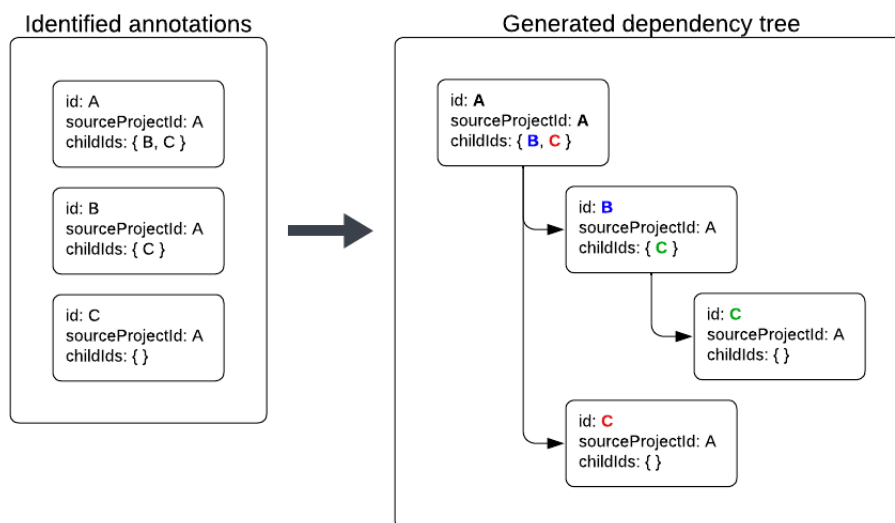 Identified annotations
id: A
sourceProjectId: A
childIds: { B, C }
id: B
sourceProjectId: A
childIds: { C }
id: C
sourceProjectId: A
childIds: { }
Generated dependency tree
id: A
sourceProjectId: A
childIds: { B, C }
id: B
sourceProjectId: A
childIds: { C }
id: C
sourceProjectId: A
childIds: { }
id: C
sourceProjectId: A
childIds: { }